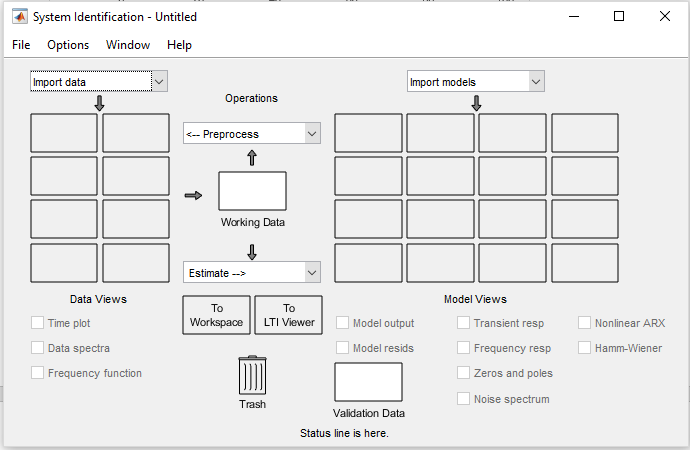 System Identification - Untitled
File Options Window Help
Import data
Import models
Operations
<-- Preprocess
Working Data
Estimate -->
Data Views
Model Views
To
Workspace
To
LTI Viewer
Time plot
Data spectra
Frequency function
Model output
Model resids
Transient resp
Frequency resp
Zeros and poles
Noise spectrum
Nonlinear ARX
Hamm-Wiener
Trash
Validation Data
Status line is here.